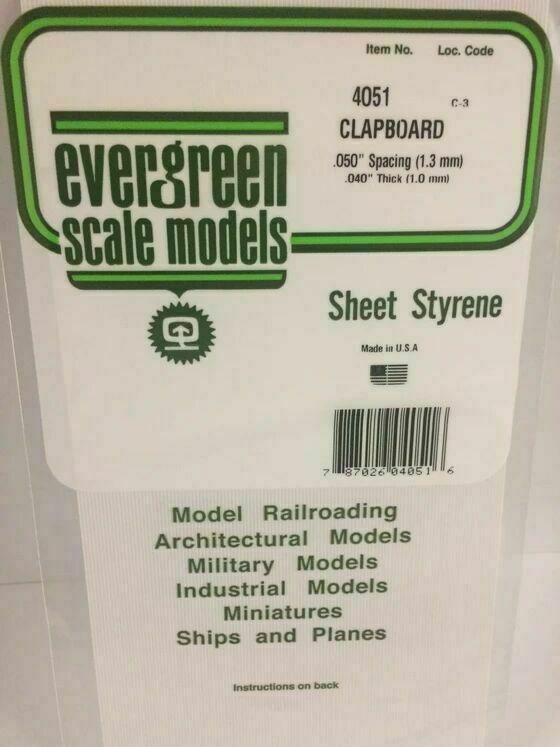 Item No. Loc. Code
4051 C-3
CLAPBOARD
.050" Spacing (1.3 mm)
.040" Thick (1.0 mm)
evergreen
scale models
Sheet Styrene
Made in U.S.A
7 87026 04051 6
Model Railroading
Architectural Models
Military Models
Industrial Models
Miniatures
Ships and Planes
Instructions on back